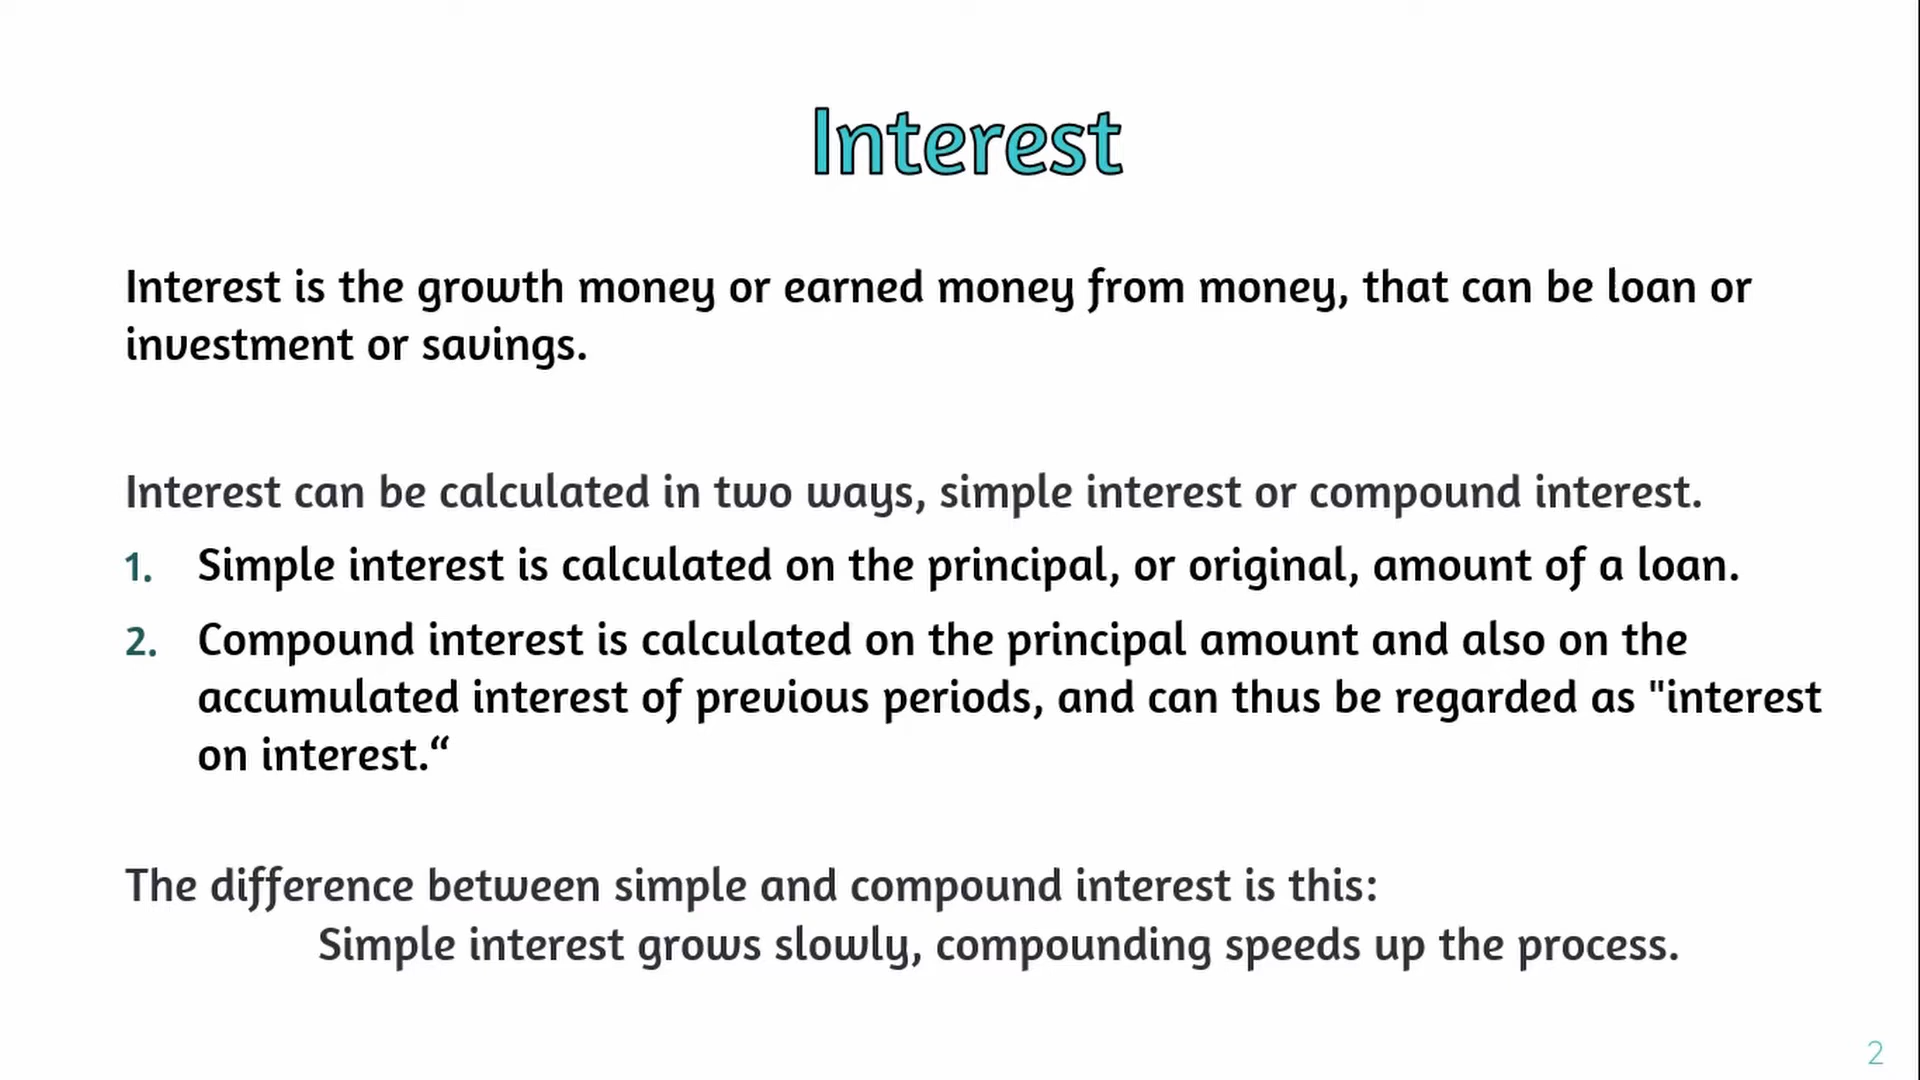 Interest
Interest is the growth money or earned money from money, that can be loan or
investment or savings.
Interest can be calculated in two ways, simple interest or compound interest.
1. Simple interest is calculated on the principal, or original, amount of a loan.
2. Compound interest is calculated on the principal amount and also on the
accumulated interest of previous periods, and can thus be regarded as "interest
on interest.“
The difference between simple and compound interest is this:
Simple interest grows slowly, compounding speeds up the process.
2